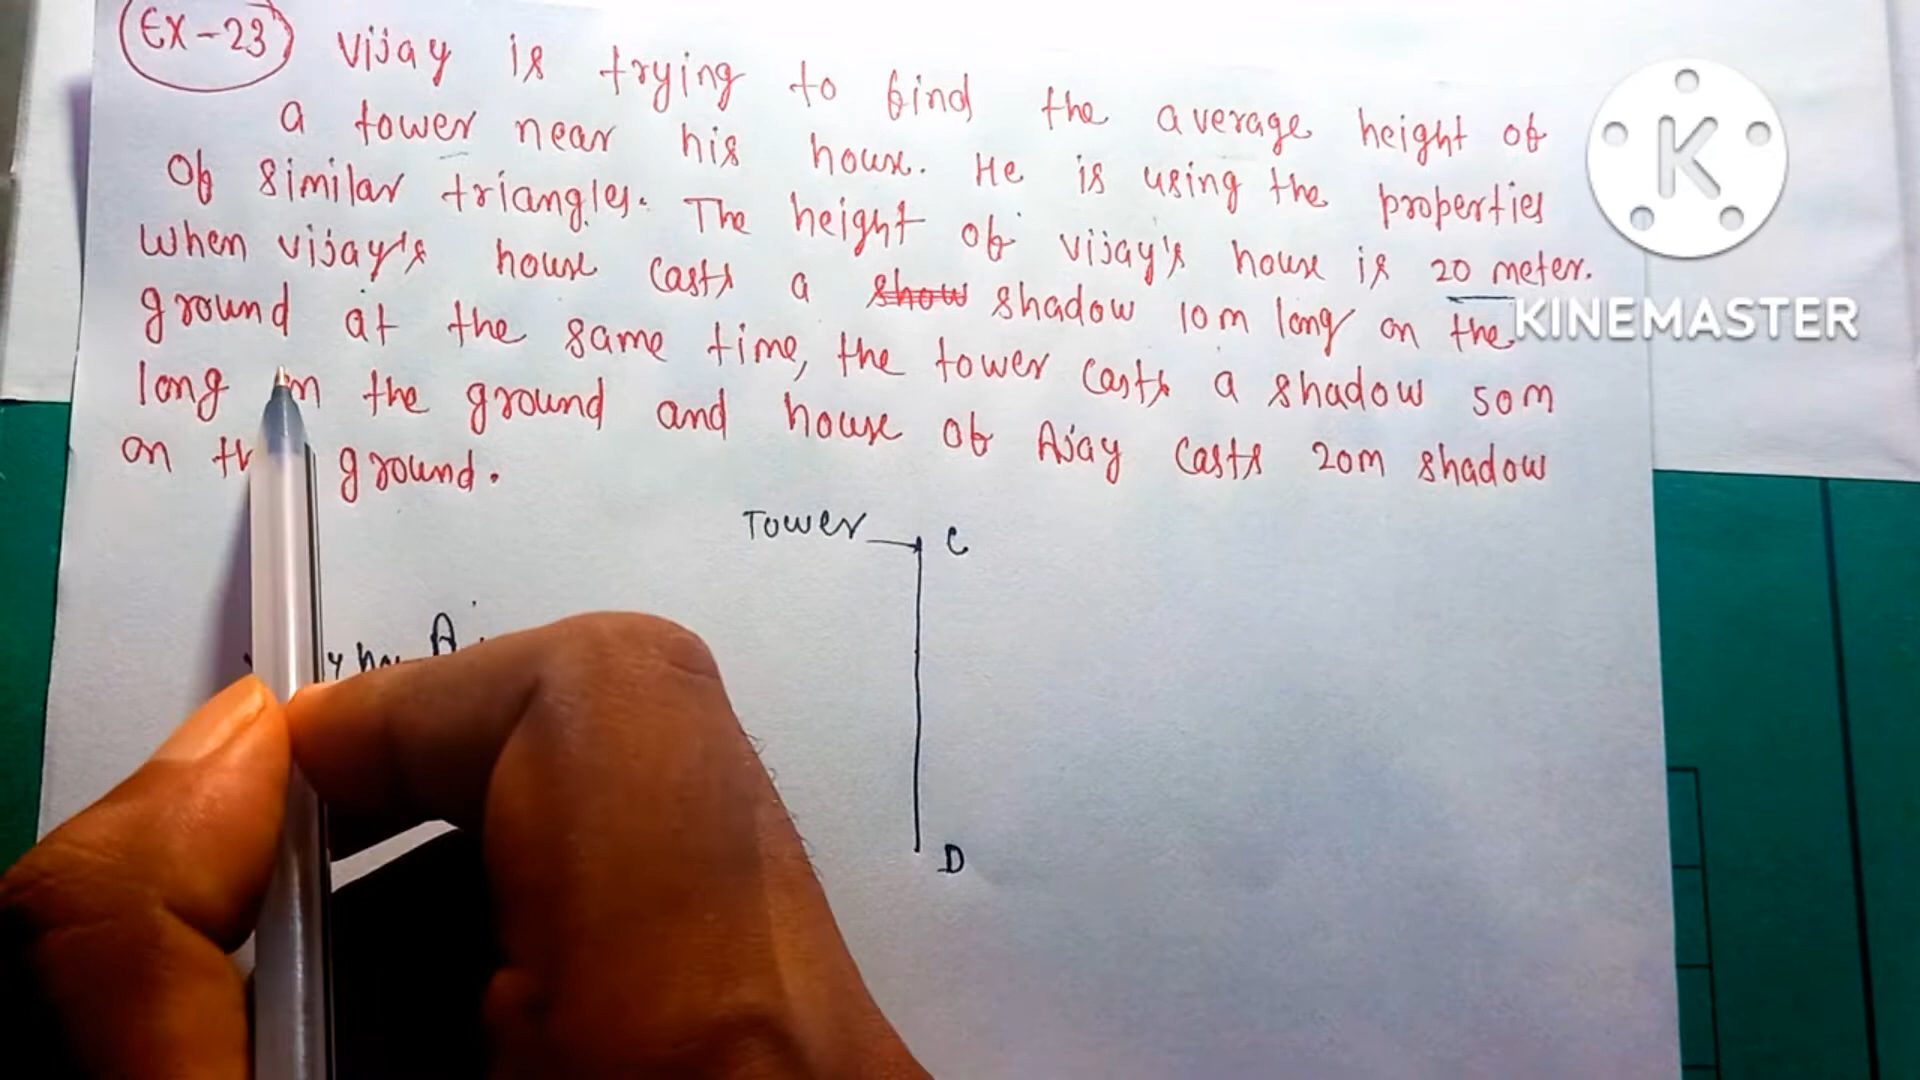 Ex-23 Vijay is trying to find the average height of
a tower near his house. He is using the properties
of similar triangles. The height of Vijay's house is 20 meter.
When Vijay's house casts a show shadow 10m long on the
ground at the same time, the tower casts a shadow 50m
long on the ground and house of Ajay casts 20m shadow
on the ground.
K
KINEMASTER
Tower C
A
D